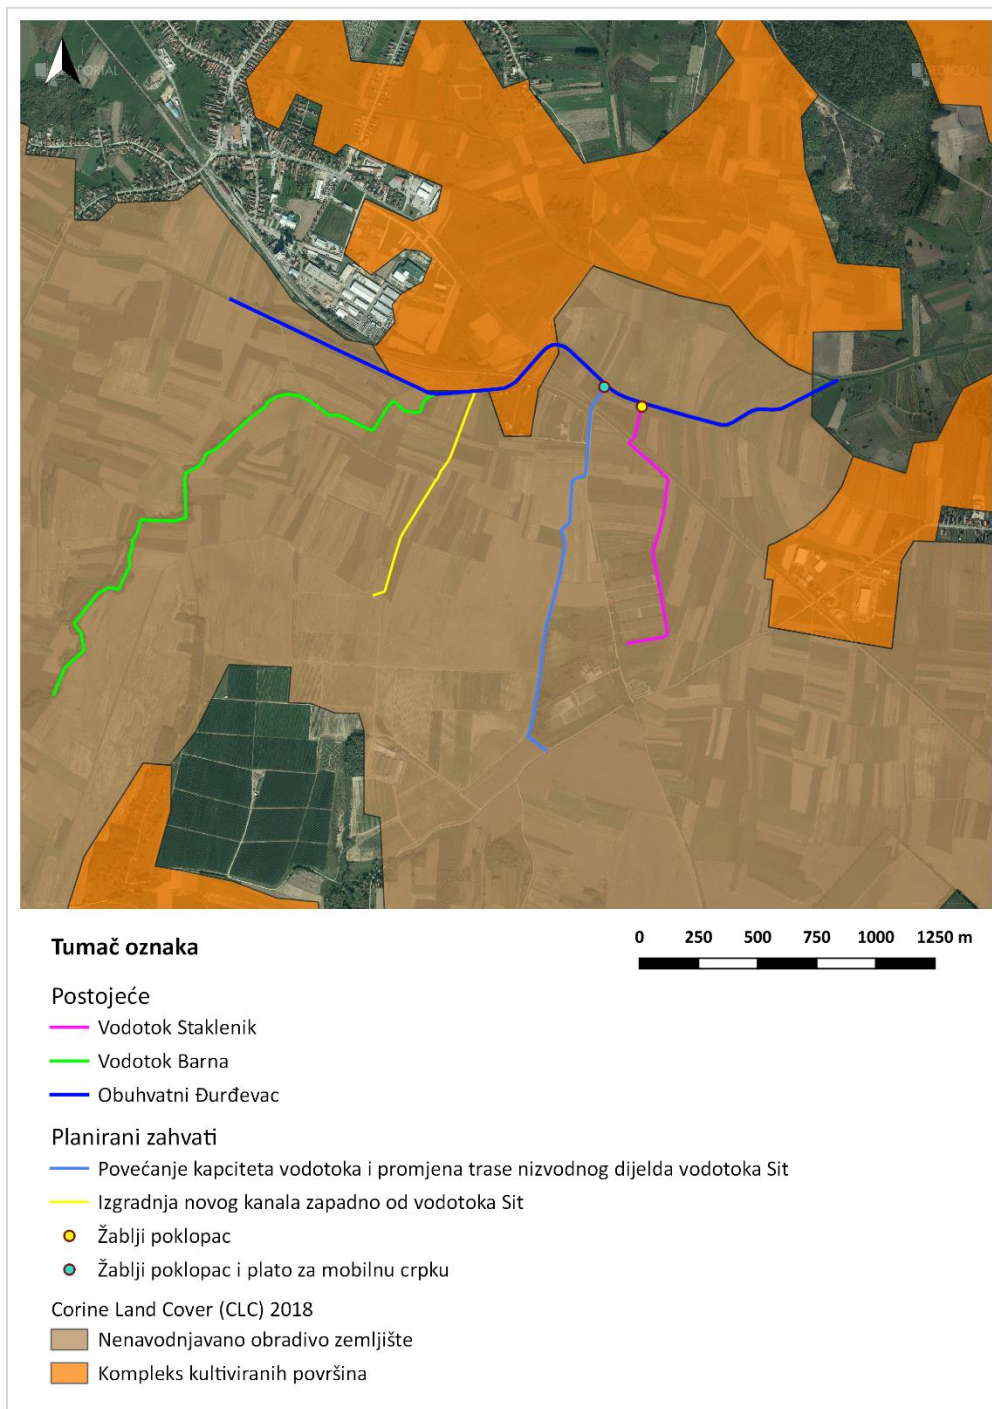 Tumač oznaka
0 250 500 750 1000 1250 m
Postojeće
Vodotok Staklenik
Vodotok Barna
Obuhvatni Đurđevac
Planirani zahvati
Povećanje kapciteta vodotoka i promjena trase nizvodnog dijelda vodotoka Sit
Izgradnja novog kanala zapadno od vodotoka Sit
Žablji poklopac
Žablji poklopac i plato za mobilnu crpku
Corine Land Cover (CLC) 2018
Nenavodnjavano obradivo zemljište
Kompleks kultiviranih površina